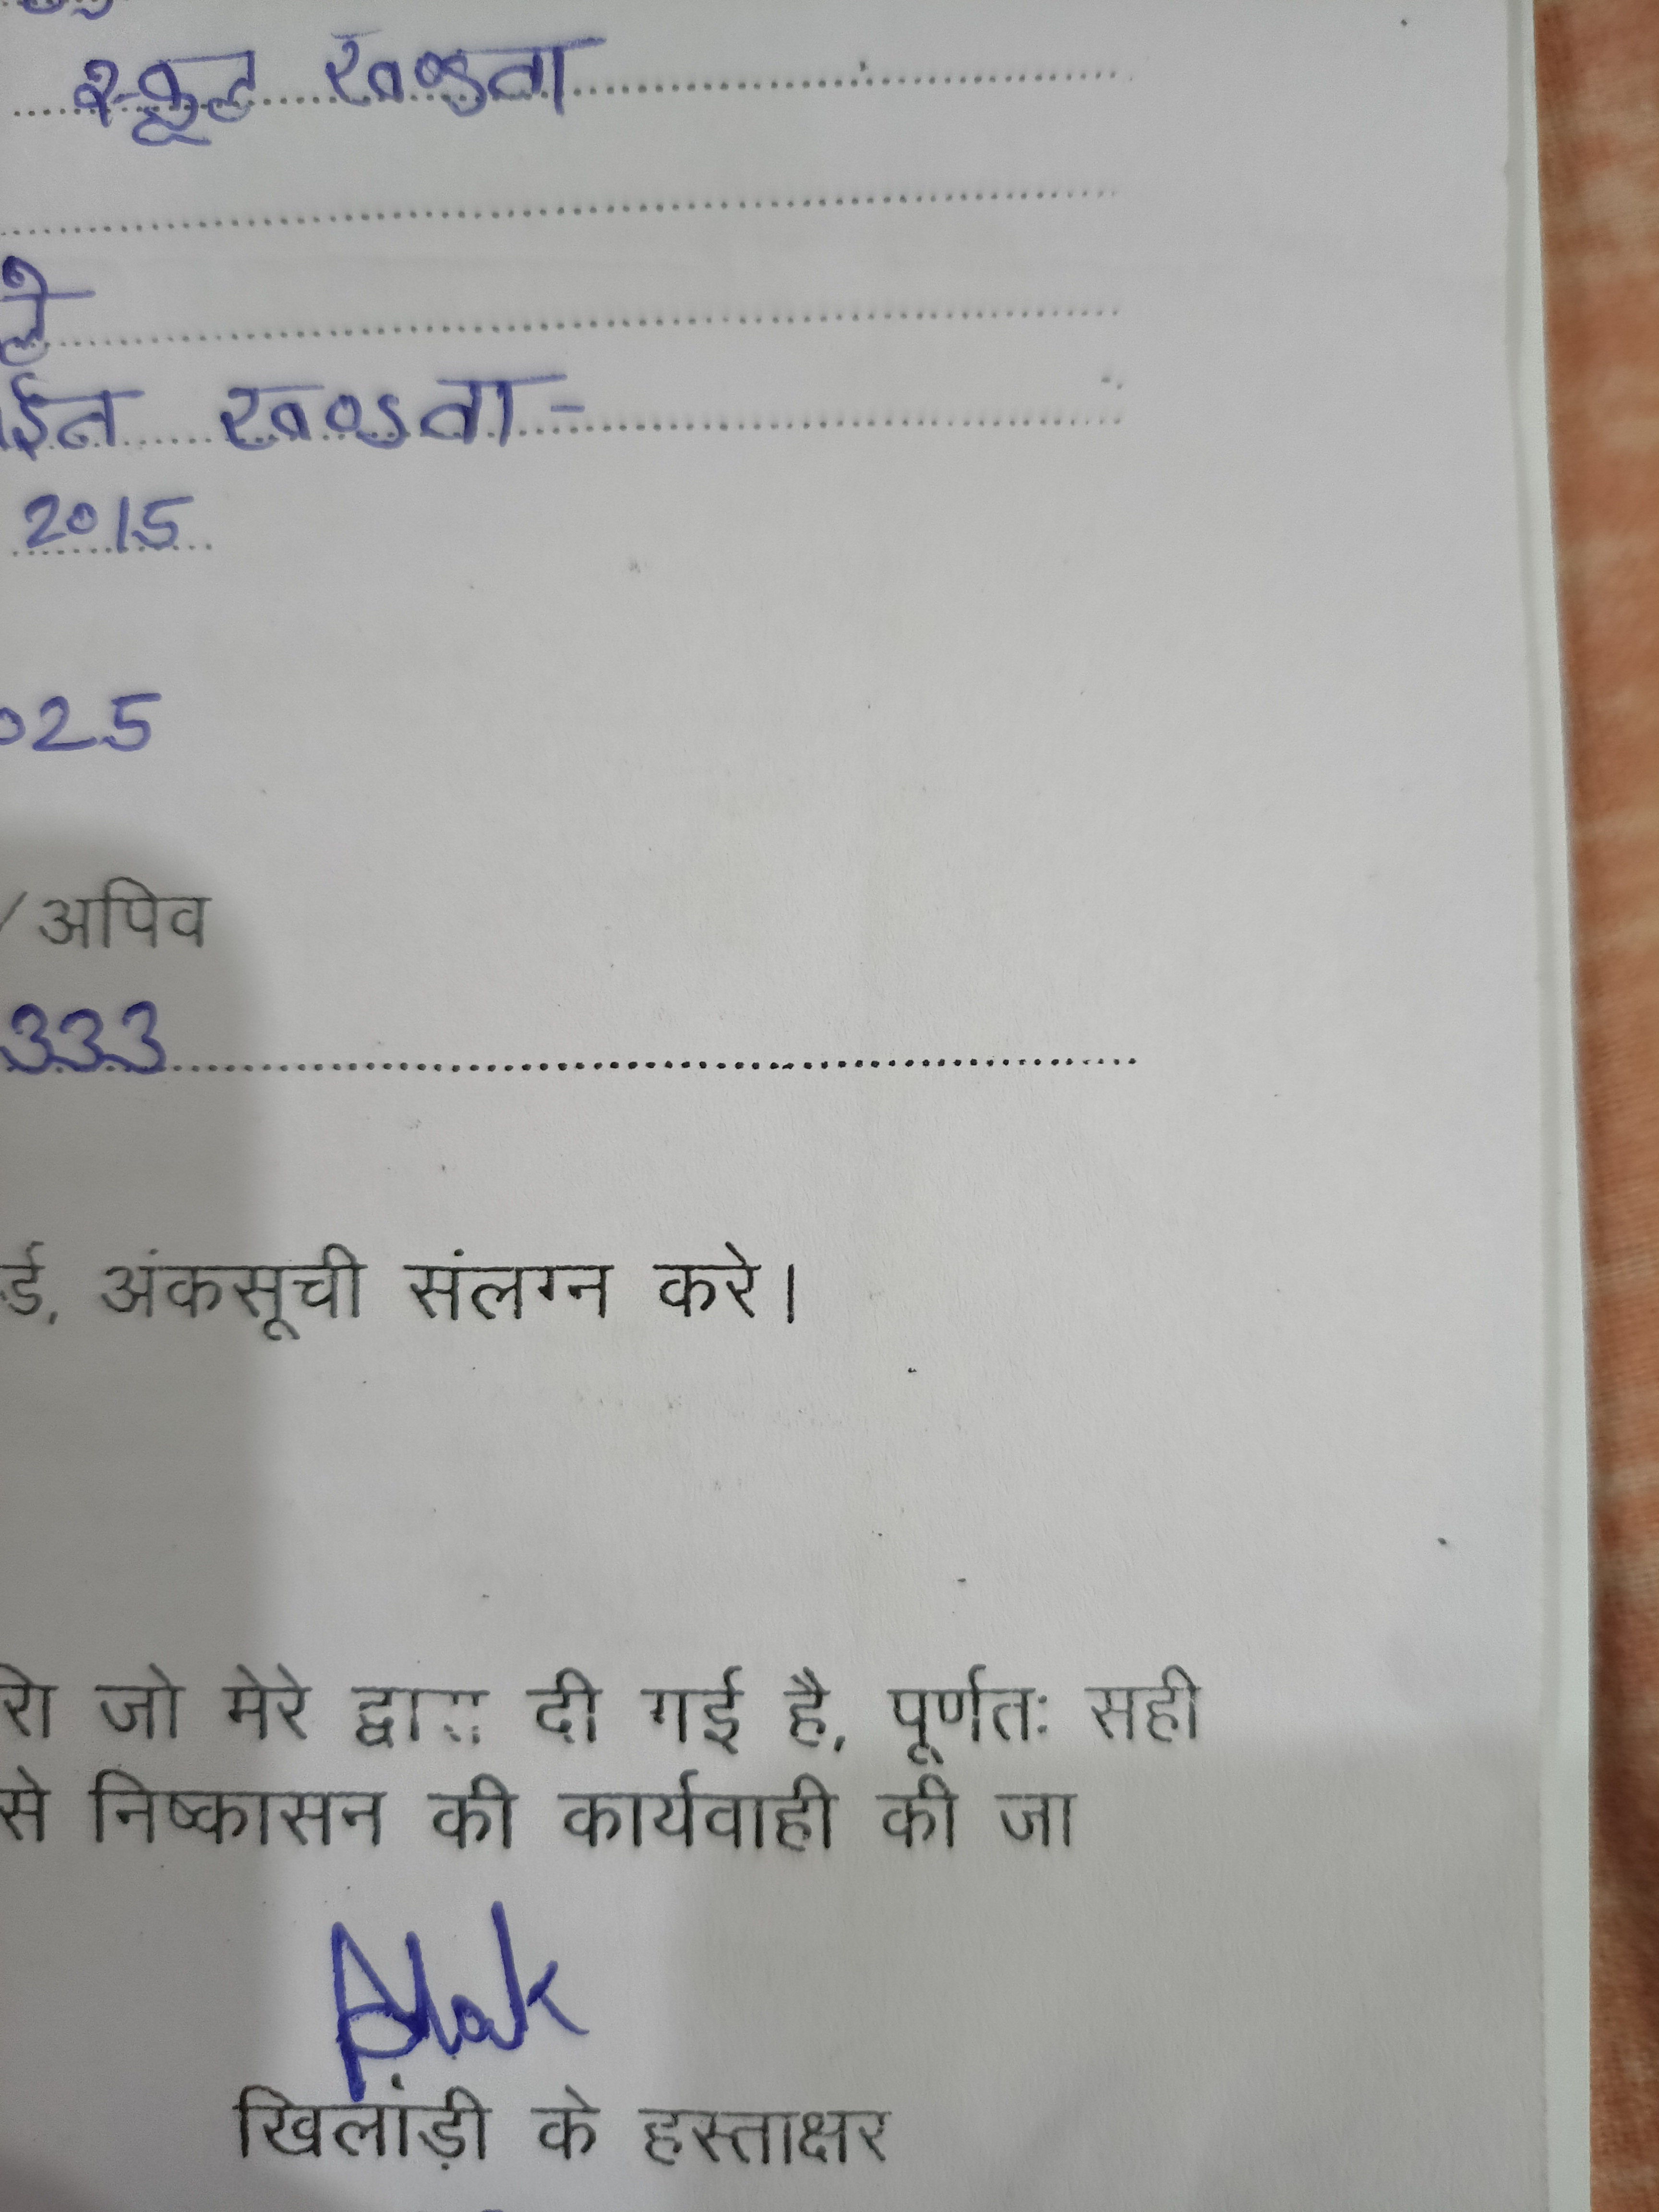 स्कूल खण्डवा
ले
ईन खण्डवा-
2015
025
/अपिव
333
र्ड, अंकसूची संलग्न करे।
जो मेरे द्वारा दी गई है, पूर्णतः सही
से निष्कासन की कार्यवाही की जा
Alok
खिलांड़ी के हस्ताक्षर